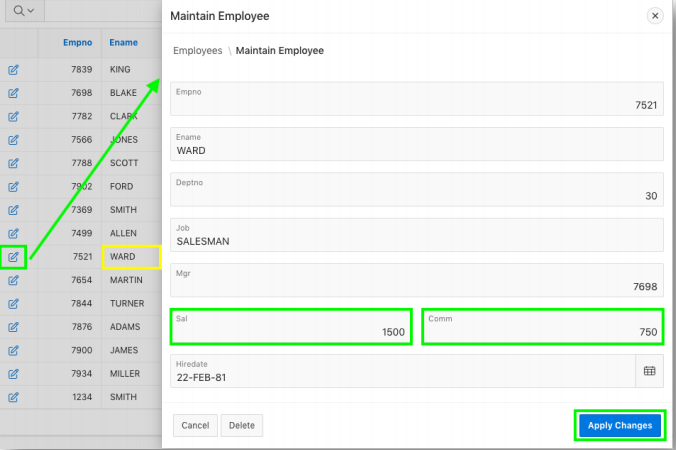 Empno Ename
7839 KING
7698 BLAKE
7782 CLARK
7566 JONES
7788 SCOTT
7902 FORD
7369 SMITH
7499 ALLEN
7521 WARD
7654 MARTIN
7844 TURNER
7876 ADAMS
7900 JAMES
7934 MILLER
1234 SMITH
Maintain Employee
Employees \ Maintain Employee
Empno
7521
Ename
WARD
Deptno
30
Job
SALESMAN
Mgr
7698
Sal
1500
Comm
750
Hiredate
22-FEB-81
Cancel Delete Apply Changes